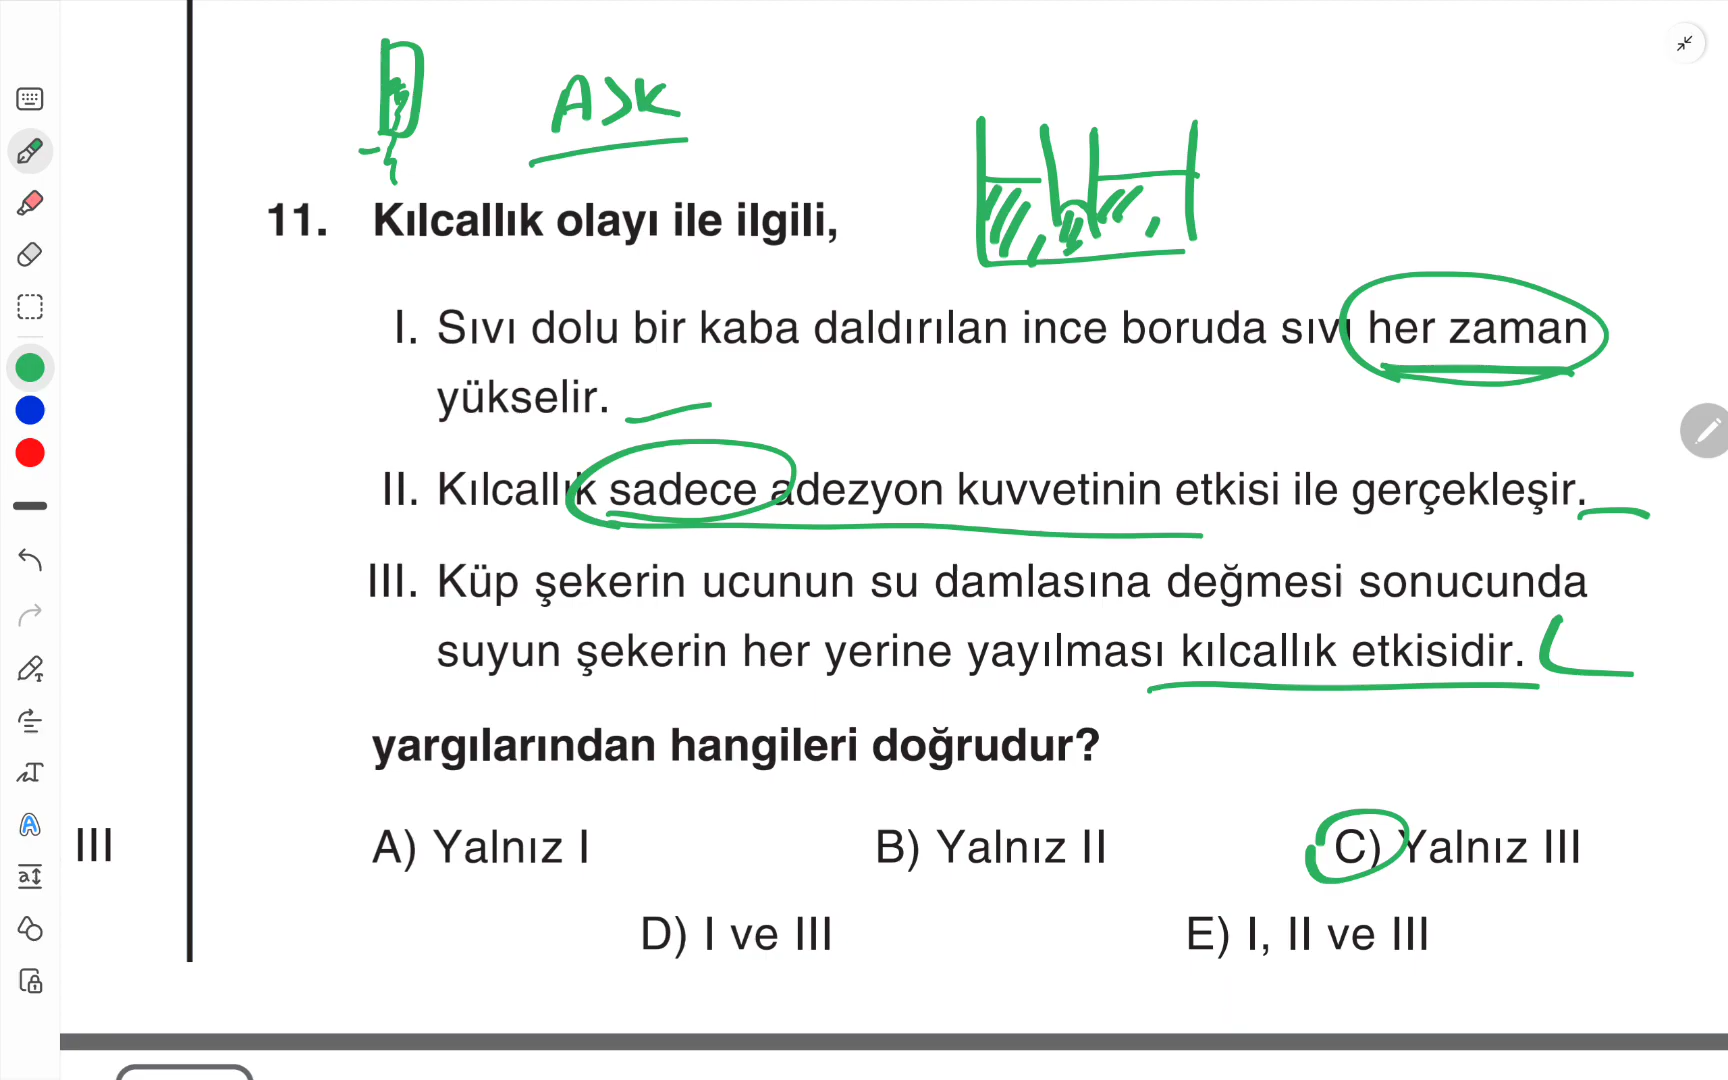 A>K
11. Kılcallık olayı ile ilgili,
I. Sıvı dolu bir kaba daldırılan ince boruda sıvı her zaman
yükselir.
II. Kılcallık sadece adezyon kuvvetinin etkisi ile gerçekleşir.
III. Küp şekerin ucunun su damlasına değmesi sonucunda
suyun şekerin her yerine yayılması kılcallık etkisidir.
yargılarından hangileri doğrudur?
III
A) Yalnız I B) Yalnız II C) Yalnız III
D) I ve III E) I, II ve III